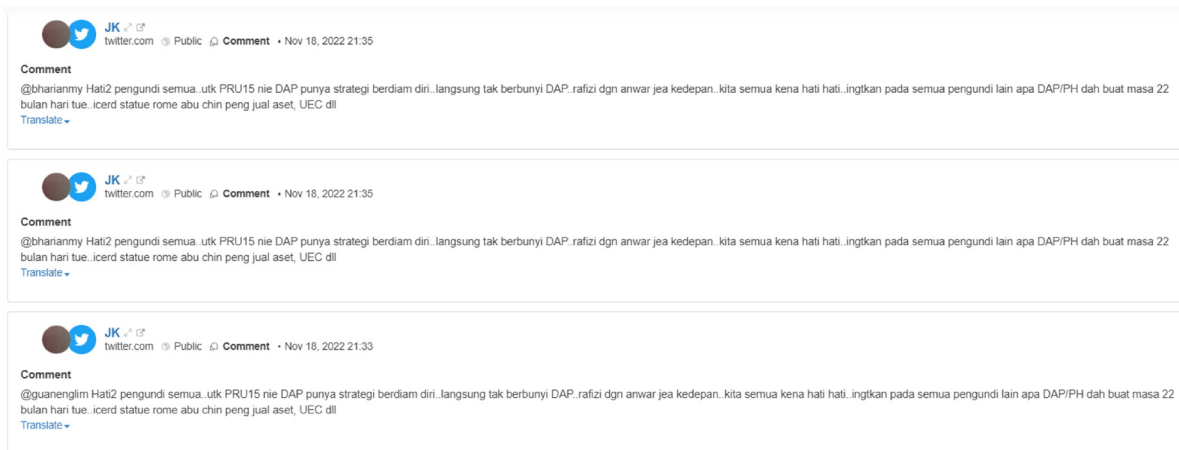 JK
twitter.com Public Comment • Nov 18, 2022 21:35
Comment
@bharianmy Hati2 pengundi semua..utk PRU15 nie DAP punya strategi berdiam diri..langsung tak berbunyi DAP..rafizi dgn anwar jea kedepan..kita semua kena hati hati..ingtkan pada semua pengundi lain apa DAP/PH dah buat masa 22
bulan hari tue..icerd statue rome abu chin peng jual aset, UEC dll
Translate
JK
twitter.com Public Comment • Nov 18, 2022 21:35
Comment
@bharianmy Hati2 pengundi semua..utk PRU15 nie DAP punya strategi berdiam diri..langsung tak berbunyi DAP..rafizi dgn anwar jea kedepan..kita semua kena hati hati..ingtkan pada semua pengundi lain apa DAP/PH dah buat masa 22
bulan hari tue..icerd statue rome abu chin peng jual aset, UEC dll
Translate
JK
twitter.com Public Comment • Nov 18, 2022 21:33
Comment
@guanenglim Hati2 pengundi semua..utk PRU15 nie DAP punya strategi berdiam diri..langsung tak berbunyi DAP..rafizi dgn anwar jea kedepan..kita semua kena hati hati..ingtkan pada semua pengundi lain apa DAP/PH dah buat masa 22
bulan hari tue..icerd statue rome abu chin peng jual aset, UEC dll
Translate